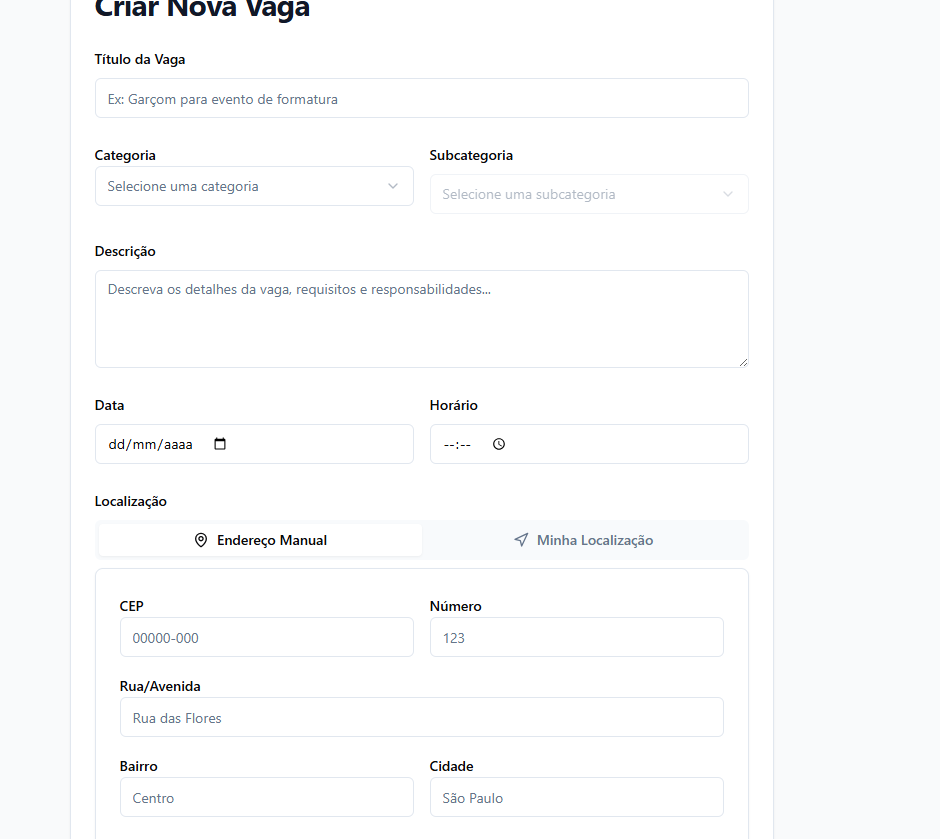 Criar Nova Vaga
Título da Vaga
Ex: Garçom para evento de formatura
Categoria
Subcategoria
Selecione uma categoria
Selecione uma subcategoria
Descrição
Descreva os detalhes da vaga, requisitos e responsabilidades...
Data
Horário
dd/mm/aaaa
--:--
Localização
Endereço Manual
Minha Localização
CEP
Número
00000-000
123
Rua/Avenida
Rua das Flores
Bairro
Cidade
Centro
São Paulo